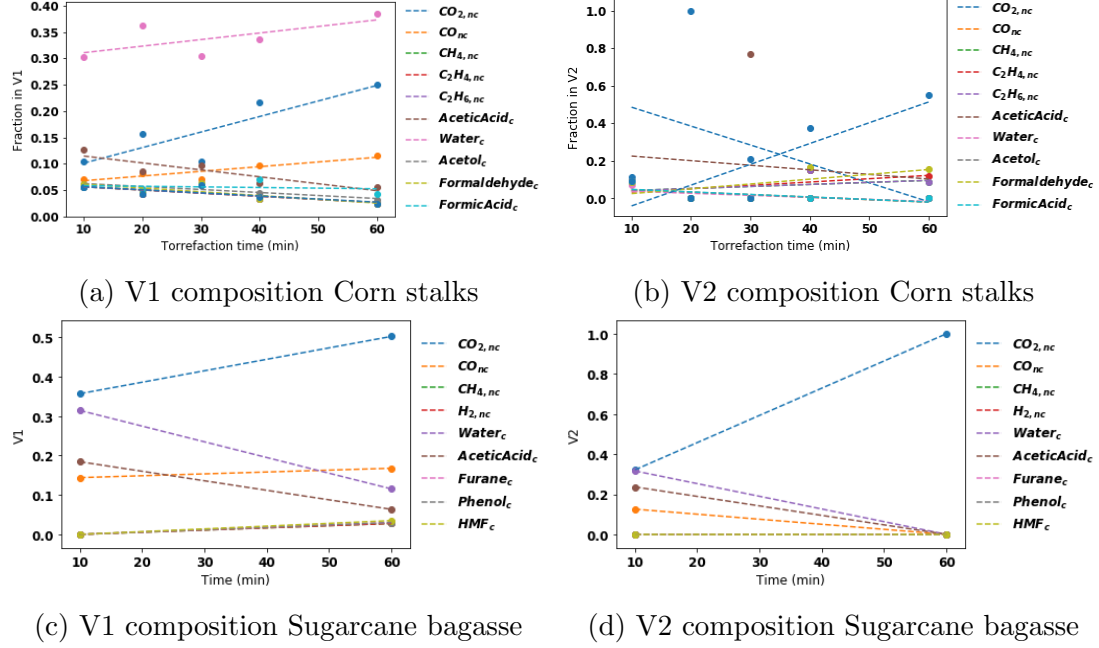 0.40
0.35
0.30
0.25
0.20
0.15
0.10
0.05
0.00
Fraction in V1
10 20 30 40 50 60
Torrefaction time (min)
CO2,nc
COnc
CH4,nc
C2H4,nc
C2H6,nc
AceticAcidc
Waterc
Acetolc
Formaldehydec
FormicAcidc
(a) V1 composition Corn stalks
1.0
0.8
0.6
0.4
0.2
0.0
Fraction in V2
10 20 30 40 50 60
Torrefaction time (min)
CO2,nc
COnc
CH4,nc
C2H4,nc
C2H6,nc
AceticAcidc
Waterc
Acetolc
Formaldehydec
FormicAcidc
(b) V2 composition Corn stalks
0.5
0.4
0.3
0.2
0.1
0.0
V1
10 20 30 40 50 60
Time (min)
CO2,nc
COnc
CH4,nc
H2,nc
Waterc
AceticAcidc
Furanec
Phenolc
HMFc
(c) V1 composition Sugarcane bagasse
1.0
0.8
0.6
0.4
0.2
0.0
V2
10 20 30 40 50 60
Time (min)
CO2,nc
COnc
CH4,nc
H2,nc
Waterc
AceticAcidc
Furanec
Phenolc
HMFc
(d) V2 composition Sugarcane bagasse